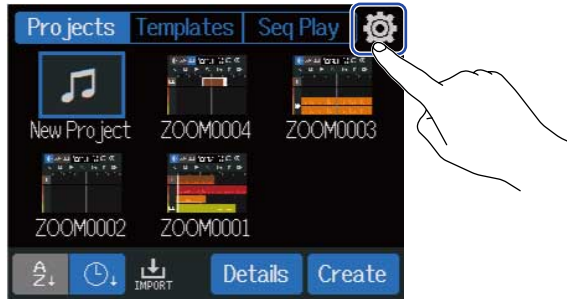 Projects Templates Seq Play
New Project ZOOM0004 ZOOM0003
ZOOM0002 ZOOM0001
A Z↓ IMPORT Details Create